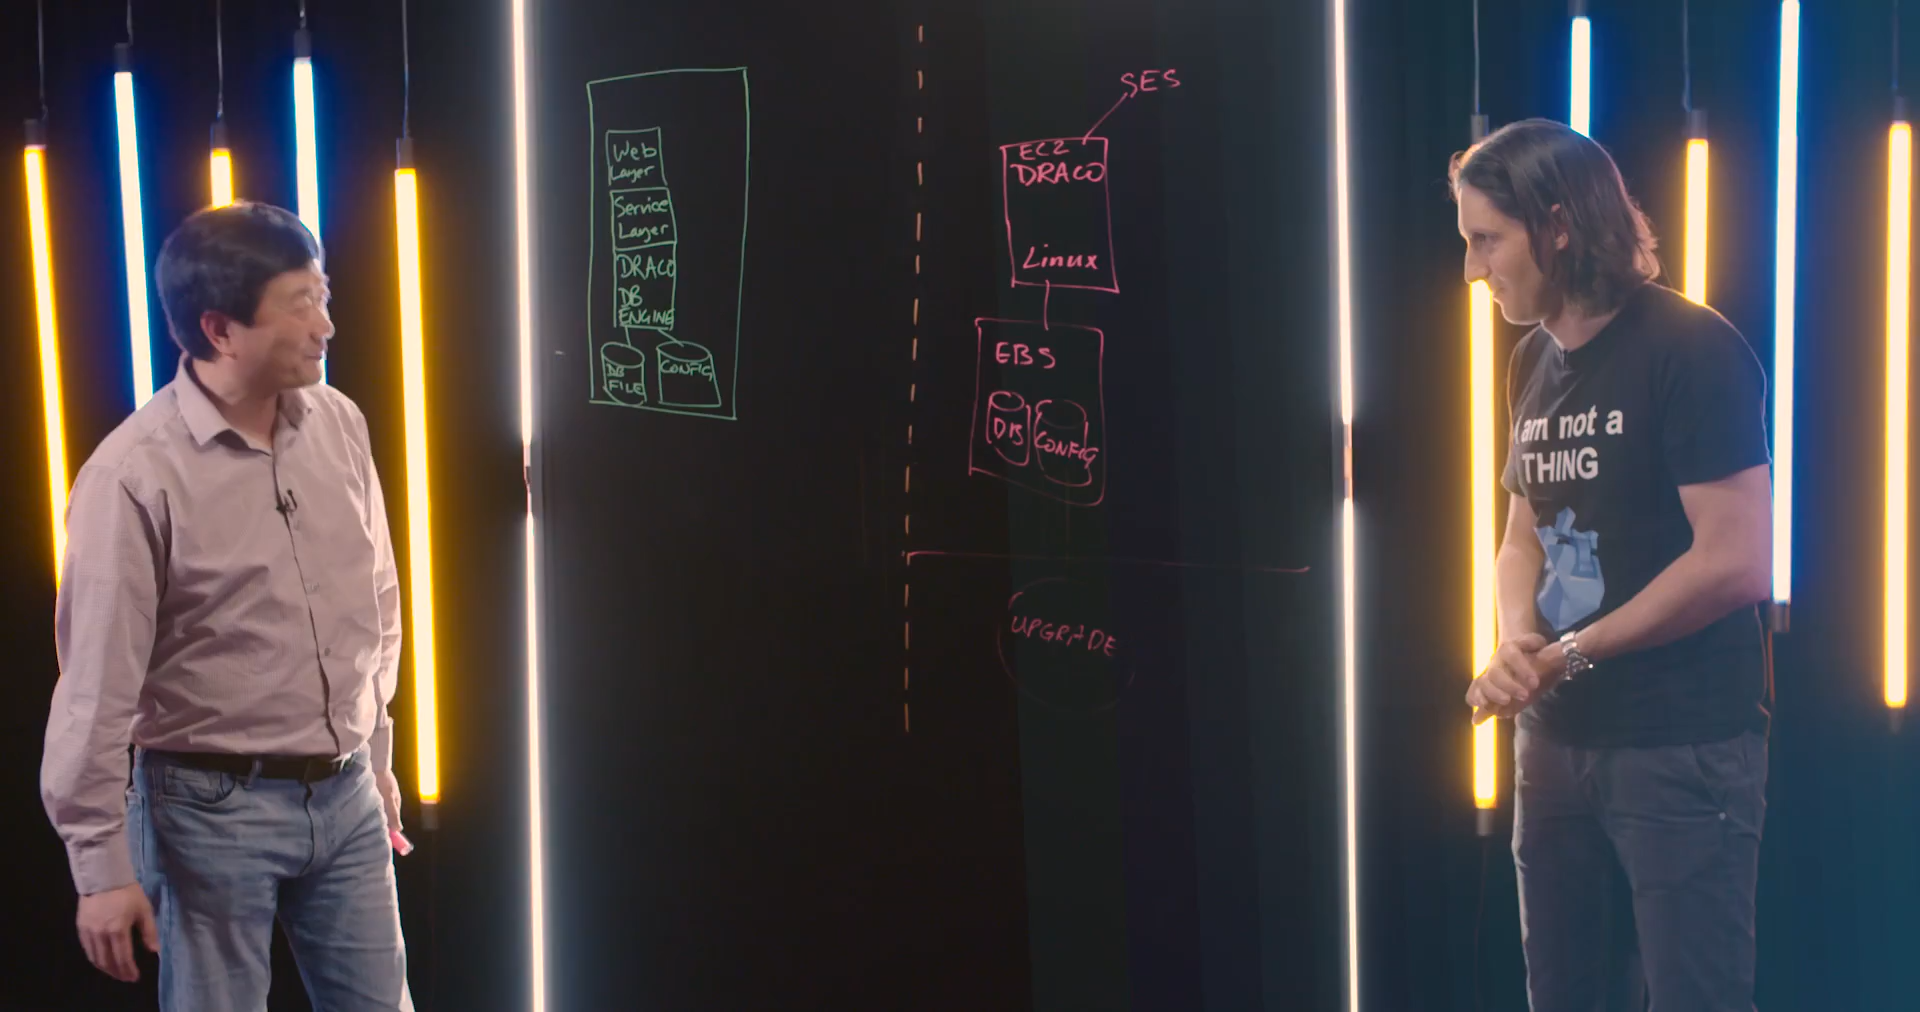 Web
Layer
Service
Layer
DRACO
DB
ENGINE
DB
FILE
CONFIG
SES
EC2
DRACO
Linux
EBS
DB
CONFIG
UPGRADE
I am not a
THING